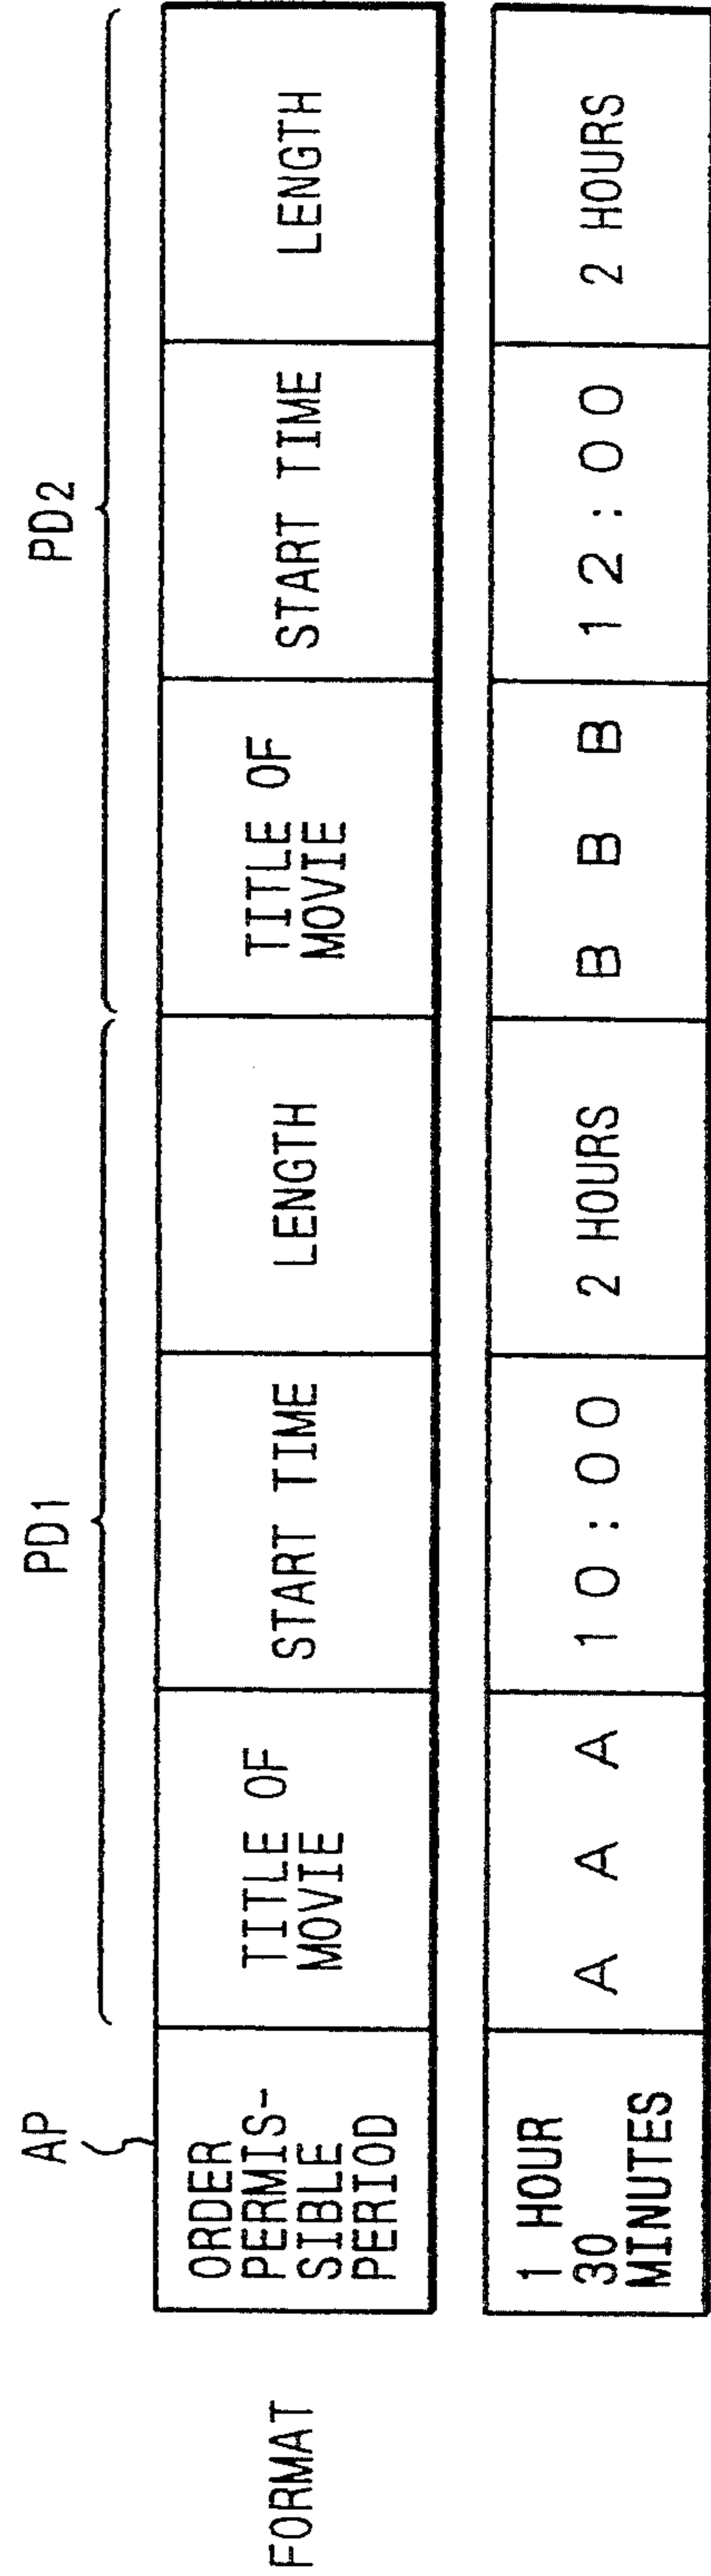 AP
PD1
PD2
FORMAT
ORDER
PERMIS-
SIBLE
PERIOD
TITLE OF
MOVIE
START TIME
LENGTH
TITLE OF
MOVIE
START TIME
LENGTH
1 HOUR
30
MINUTES
A A A
10:00
2 HOURS
B B B
12:00
2 HOURS